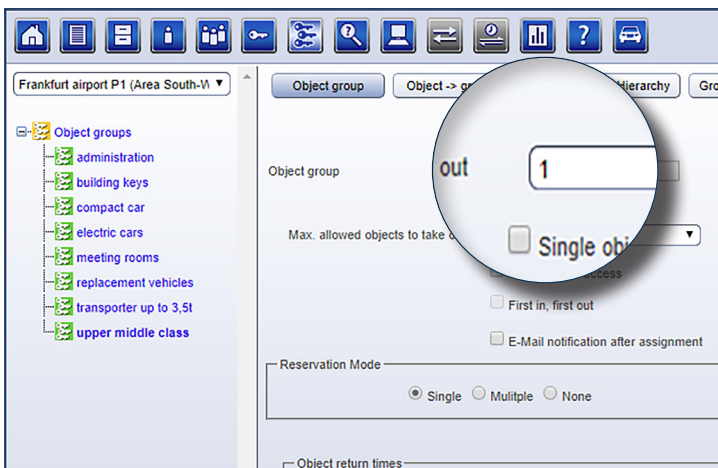 Frankfurt airport P1 (Area South-W
Object group
Object -> gr
Hierarchy
Gro
Object groups
administration
building keys
compact car
electric cars
meeting rooms
replacement vehicles
transporter up to 3,5t
upper middle class
Object group
out
1
Max. allowed objects to take o
Single obj
ccess
First in, first out
E-Mail notification after assignment
Reservation Mode
Single
Mulitple
None
Object return times